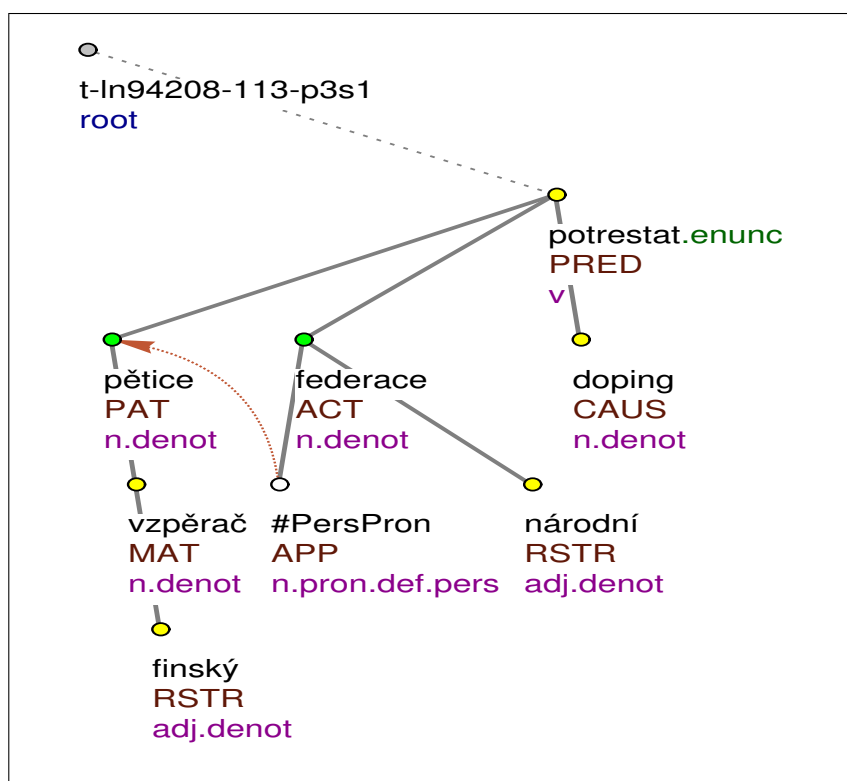 t-ln94208-113-p3s1
root
potrestat.enunc
PRED
v
pětice
PAT
n.denot
federace
ACT
n.denot
doping
CAUS
n.denot
vzpěrač
MAT
n.denot
#PersPron
APP
n.pron.def.pers
národní
RSTR
adj.denot
finský
RSTR
adj.denot